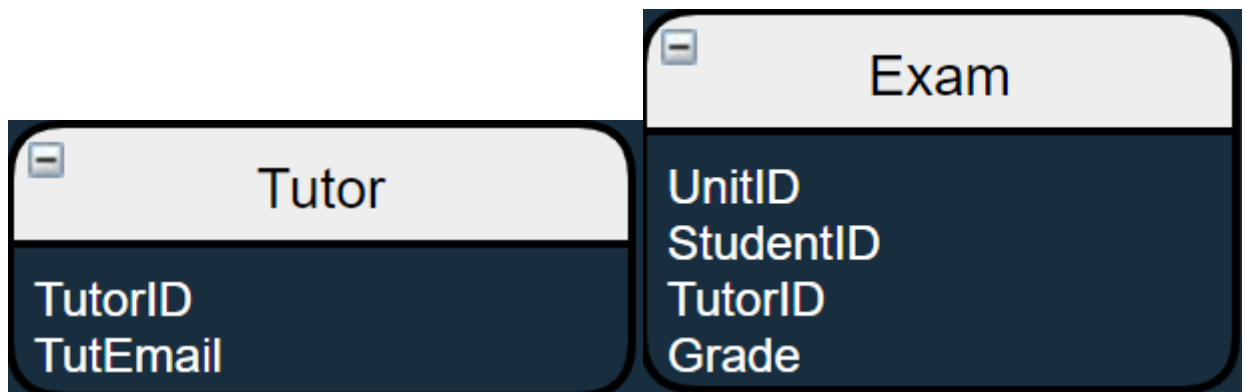 Tutor
TutorID
TutEmail
Exam
UnitID
StudentID
TutorID
Grade